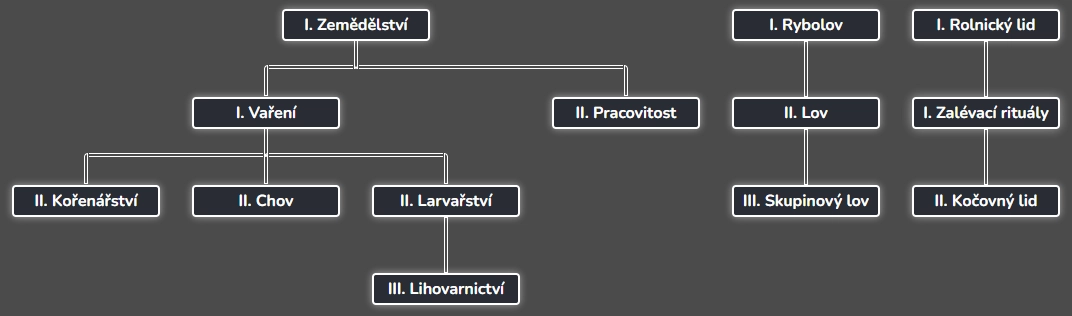 I. Zemědělství
I. Rybolov
I. Rolnický lid
I. Vaření
II. Pracovitost
II. Lov
I. Zalévací rituály
II. Kořenářství
II. Chov
II. Larvařství
III. Skupinový lov
II. Kočovný lid
III. Lihovarnictví